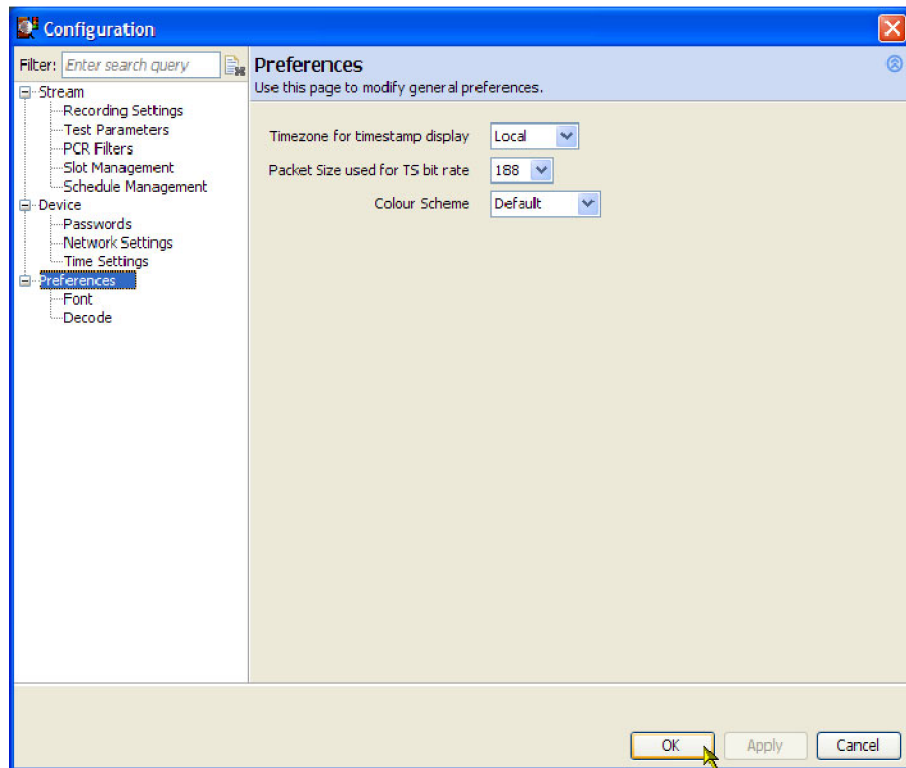 Configuration
Filter: Enter search query
Stream
Recording Settings
Test Parameters
PCR Filters
Slot Management
Schedule Management
Device
Passwords
Network Settings
Time Settings
Preferences
Font
Decode
Preferences
Use this page to modify general preferences.
Timezone for timestamp display Local
Packet Size used for TS bit rate 188
Colour Scheme Default
OK Apply Cancel